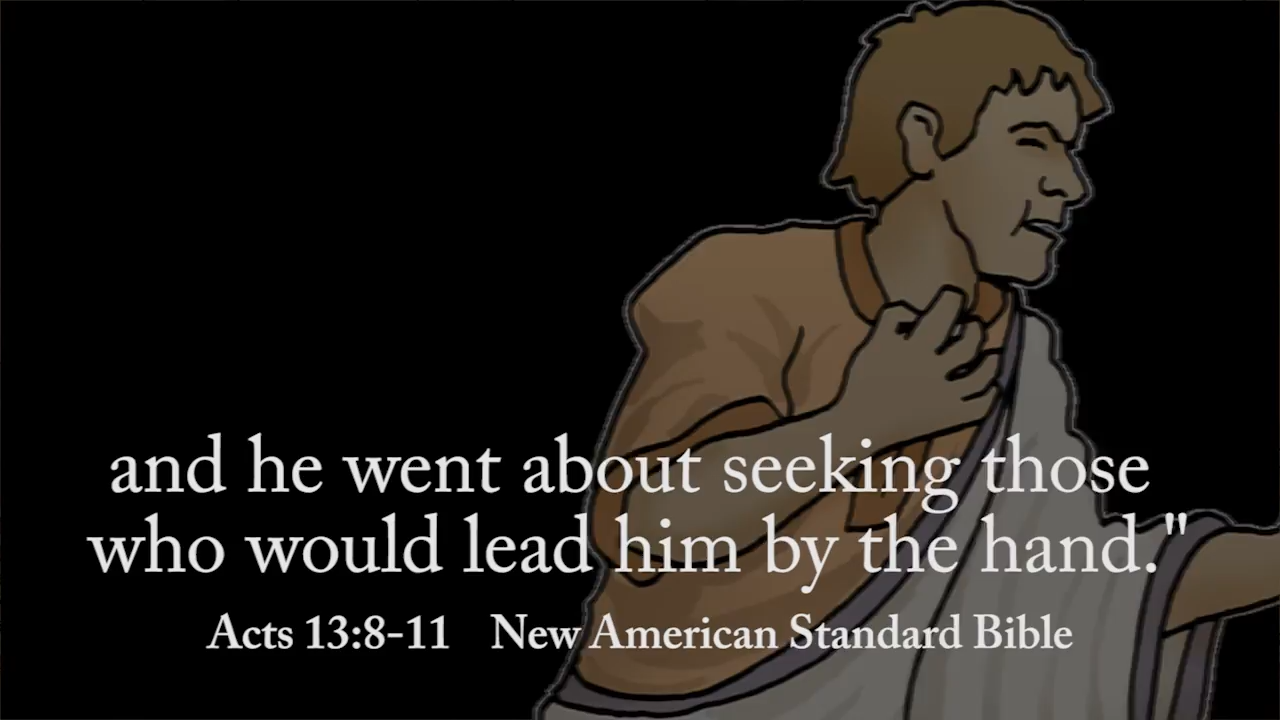 and he went about seeking those
who would lead him by the hand."
Acts 13:8-11 New American Standard Bible